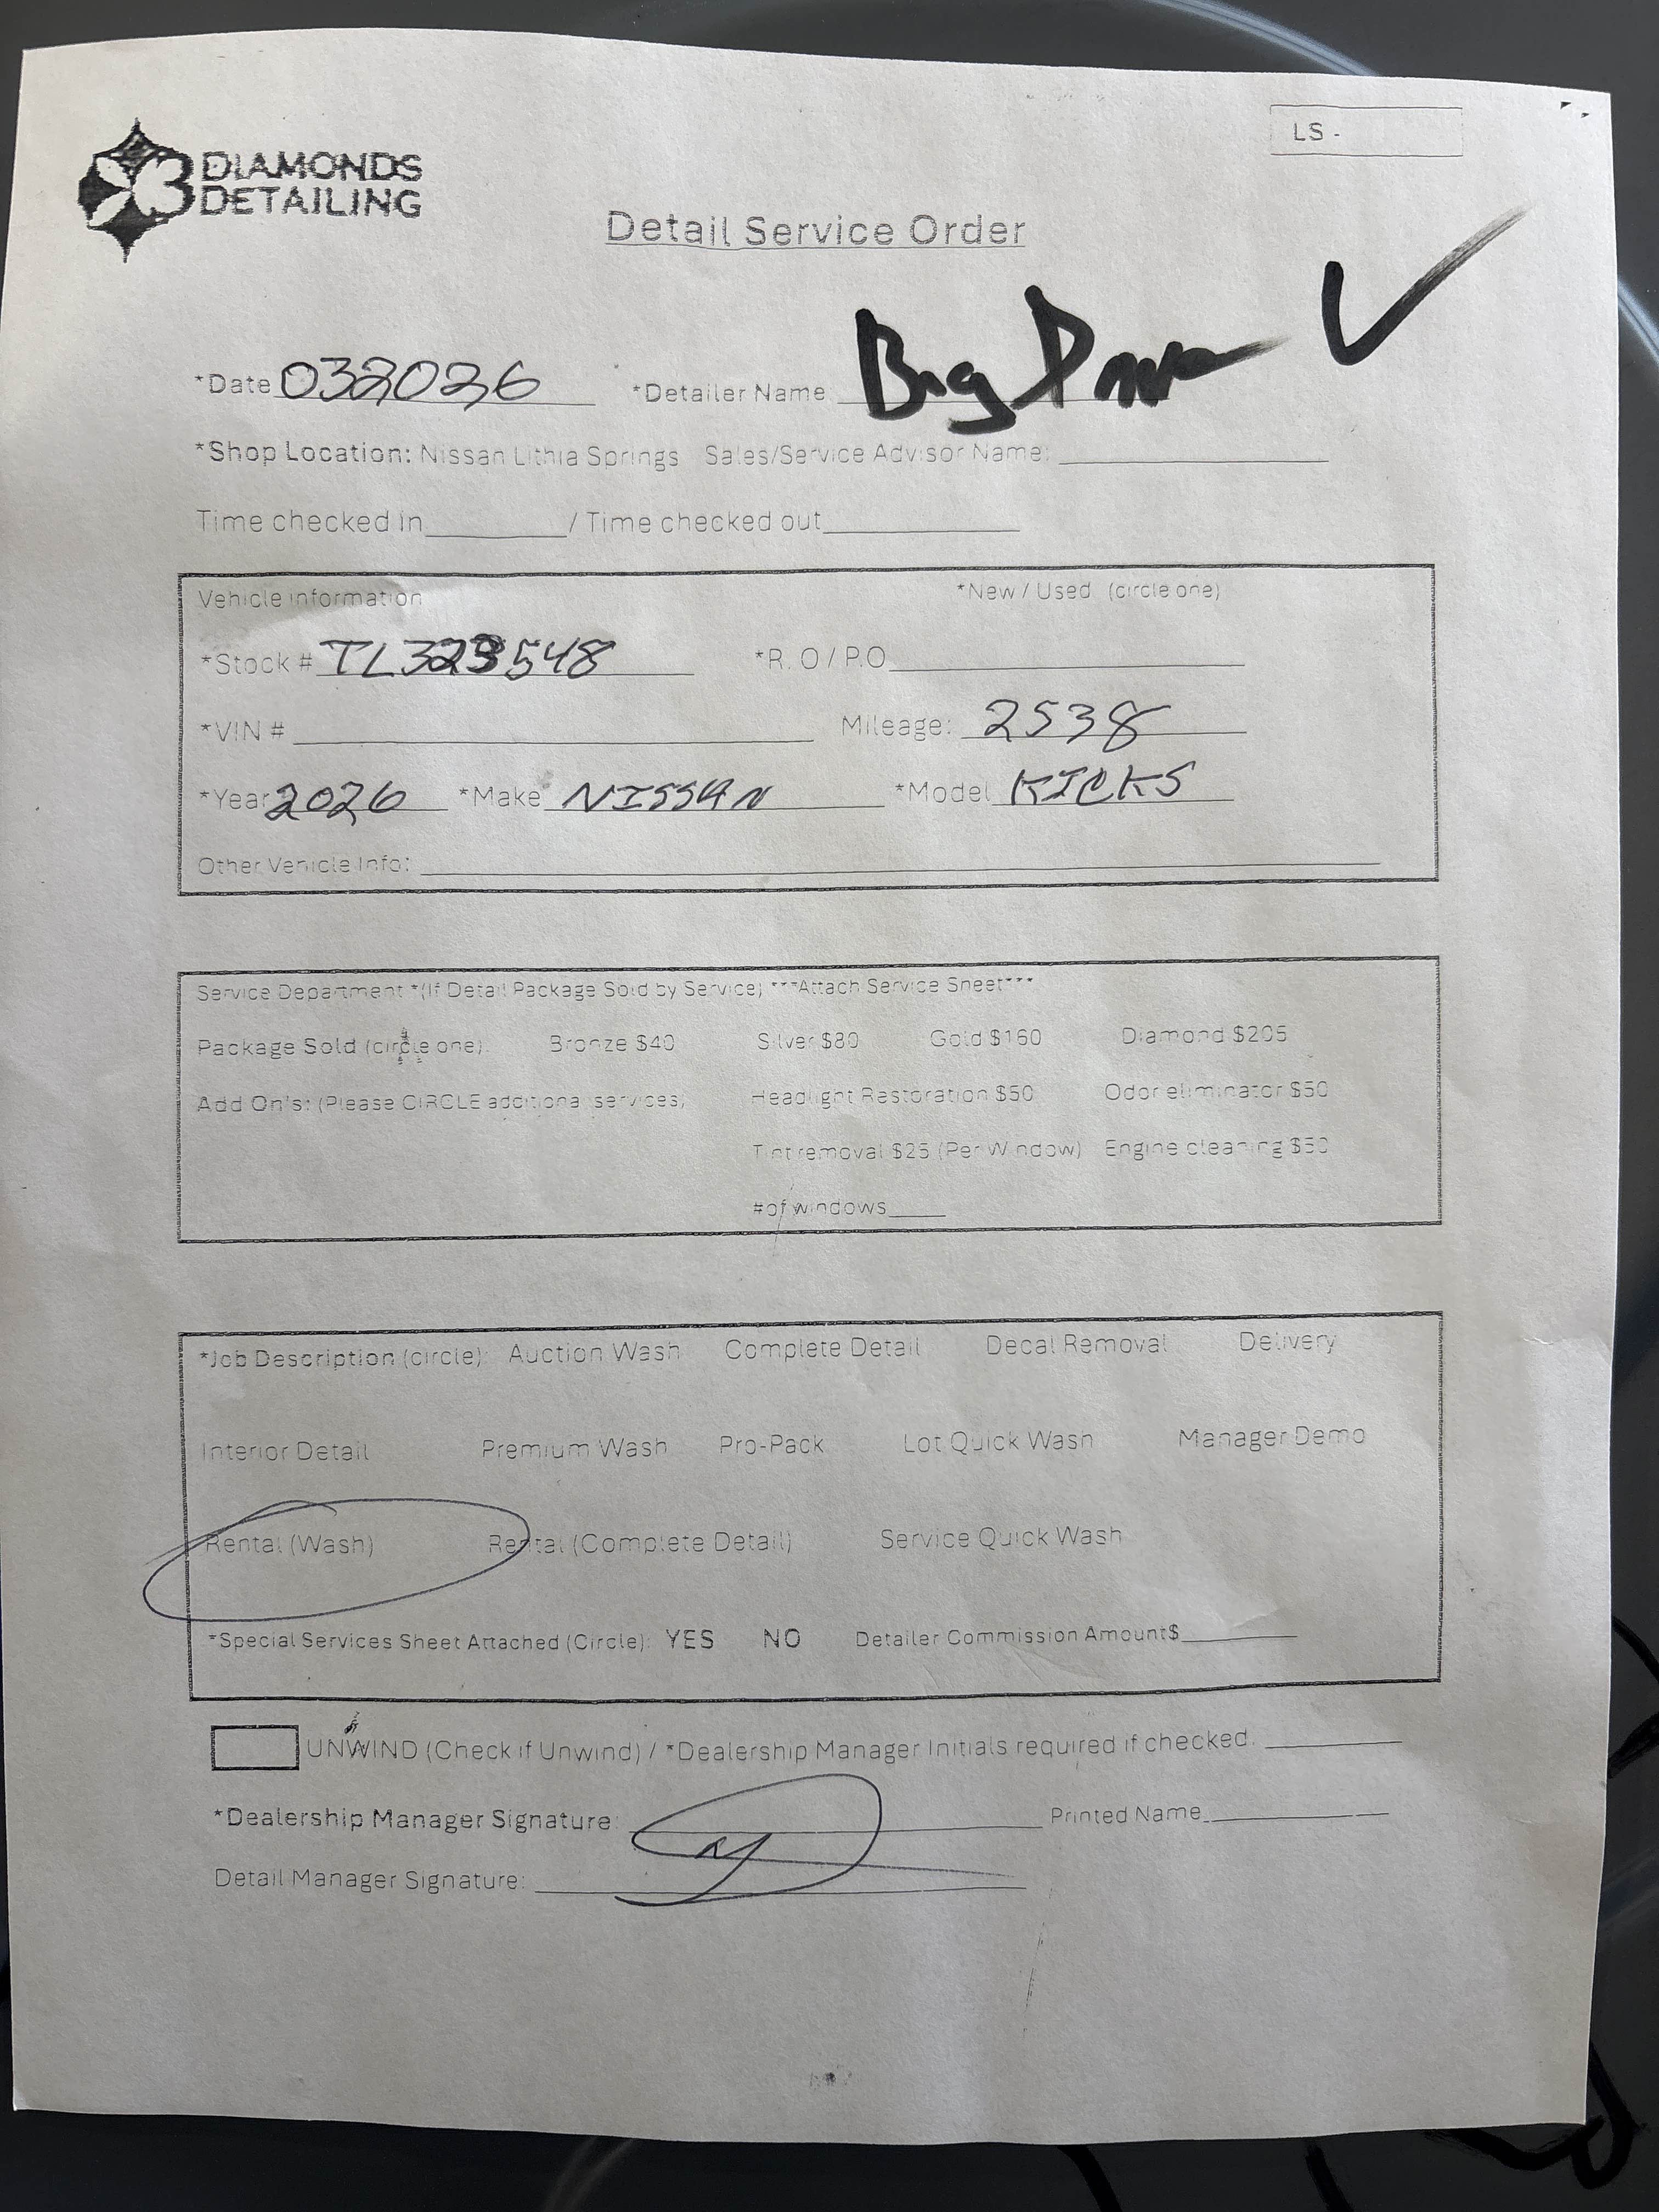 LS -
3 DIAMONDS
DETAILING
Detail Service Order
*Date 032026 *Detailer Name Big
*Shop Location: Nissan Lithia Springs Sales/Service Advisor Name:
Time checked in / Time checked out
Vehicle information *New / Used (circle one)
*Stock # TL323548 *R.O / P.O
*VIN # Mileage: 2538
*Year 2026 *Make NISSAN *Model KICKS
Other Vehicle Info:
Service Department *(If Detail Package Sold by Service) ***Attach Service Sheet***
Package Sold (circle one): Bronze $40 Silver $80 Gold $160 Diamond $205
Add On's: (Please CIRCLE additional services) Headlight Restoration $50 Odor eliminator $50
Tint removal $25 (Per Window) Engine cleaning $50
# of windows
*Job Description (circle): Auction Wash Complete Detail Decal Removal Delivery
Interior Detail Premium Wash Pro-Pack Lot Quick Wash Manager Demo
Rental (Wash) Rental (Complete Detail) Service Quick Wash
*Special Services Sheet Attached (Circle): YES NO Detailer Commission Amount$
UNWIND (Check if Unwind) / *Dealership Manager Initials required if checked.
*Dealership Manager Signature: Printed Name
Detail Manager Signature: